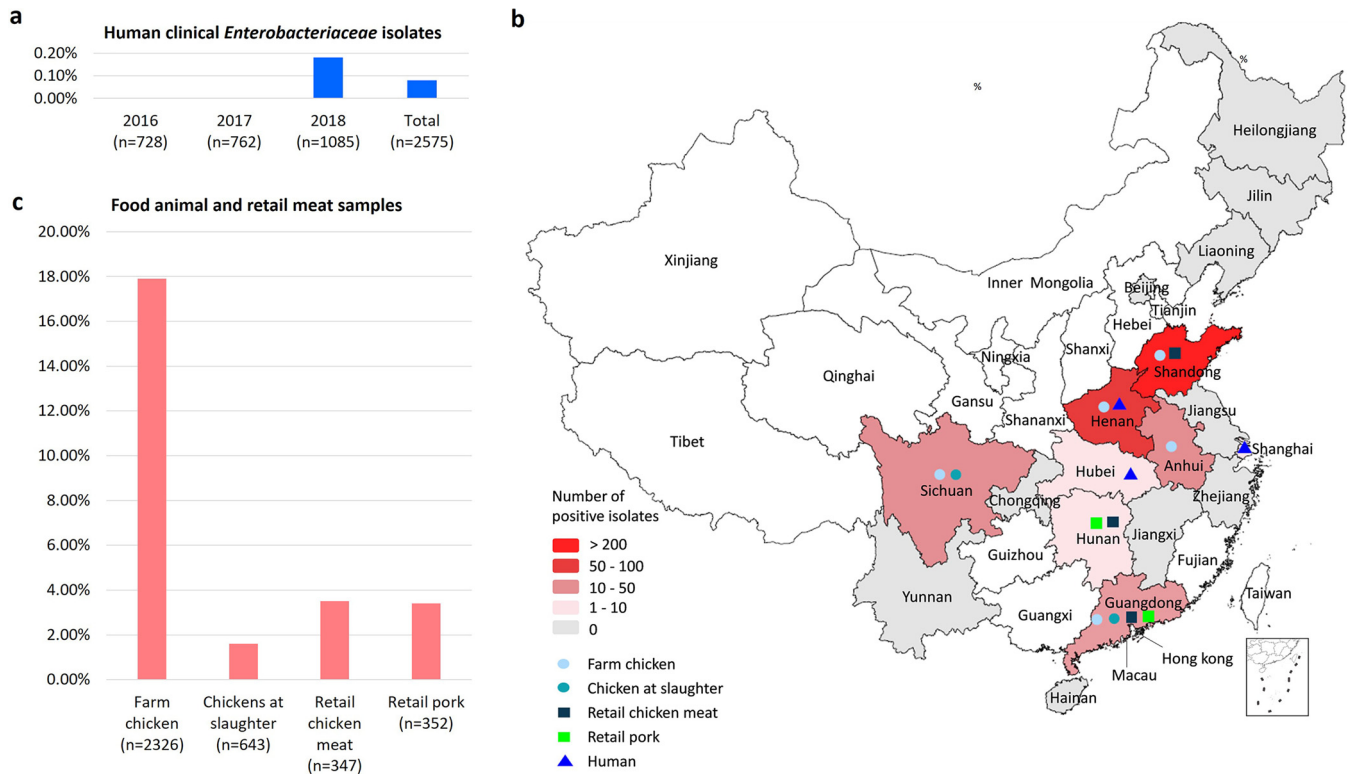 a
Human clinical Enterobacteriaceae isolates
0.20%
0.10%
0.00%
2016
(n=728)
2017
(n=762)
2018
(n=1085)
Total
(n=2575)
c
Food animal and retail meat samples
20.00%
18.00%
16.00%
14.00%
12.00%
10.00%
8.00%
6.00%
4.00%
2.00%
0.00%
Farm
chicken
(n=2326)
Chickens at
slaughter
(n=643)
Retail
chicken
meat
(n=347)
Retail pork
(n=352)
b
%
%
Heilongjiang
Jilin
Liaoning
Xinjiang
Inner Mongolia
Beijing
Tianjin
Hebei
Shanxi
Ningxia
Shandong
Qinghai
Gansu
Shananxi
Henan
Jiangsu
Tibet
Shanghai
Anhui
Hubei
Sichuan
Chongqing
Zhejiang
Hunan
Jiangxi
Guizhou
Fujian
Yunnan
Guangdong
Taiwan
Guangxi
Hong kong
Macau
Hainan
Number of
positive isolates
> 200
50 - 100
10 - 50
1 - 10
0
Farm chicken
Chicken at slaughter
Retail chicken meat
Retail pork
Human